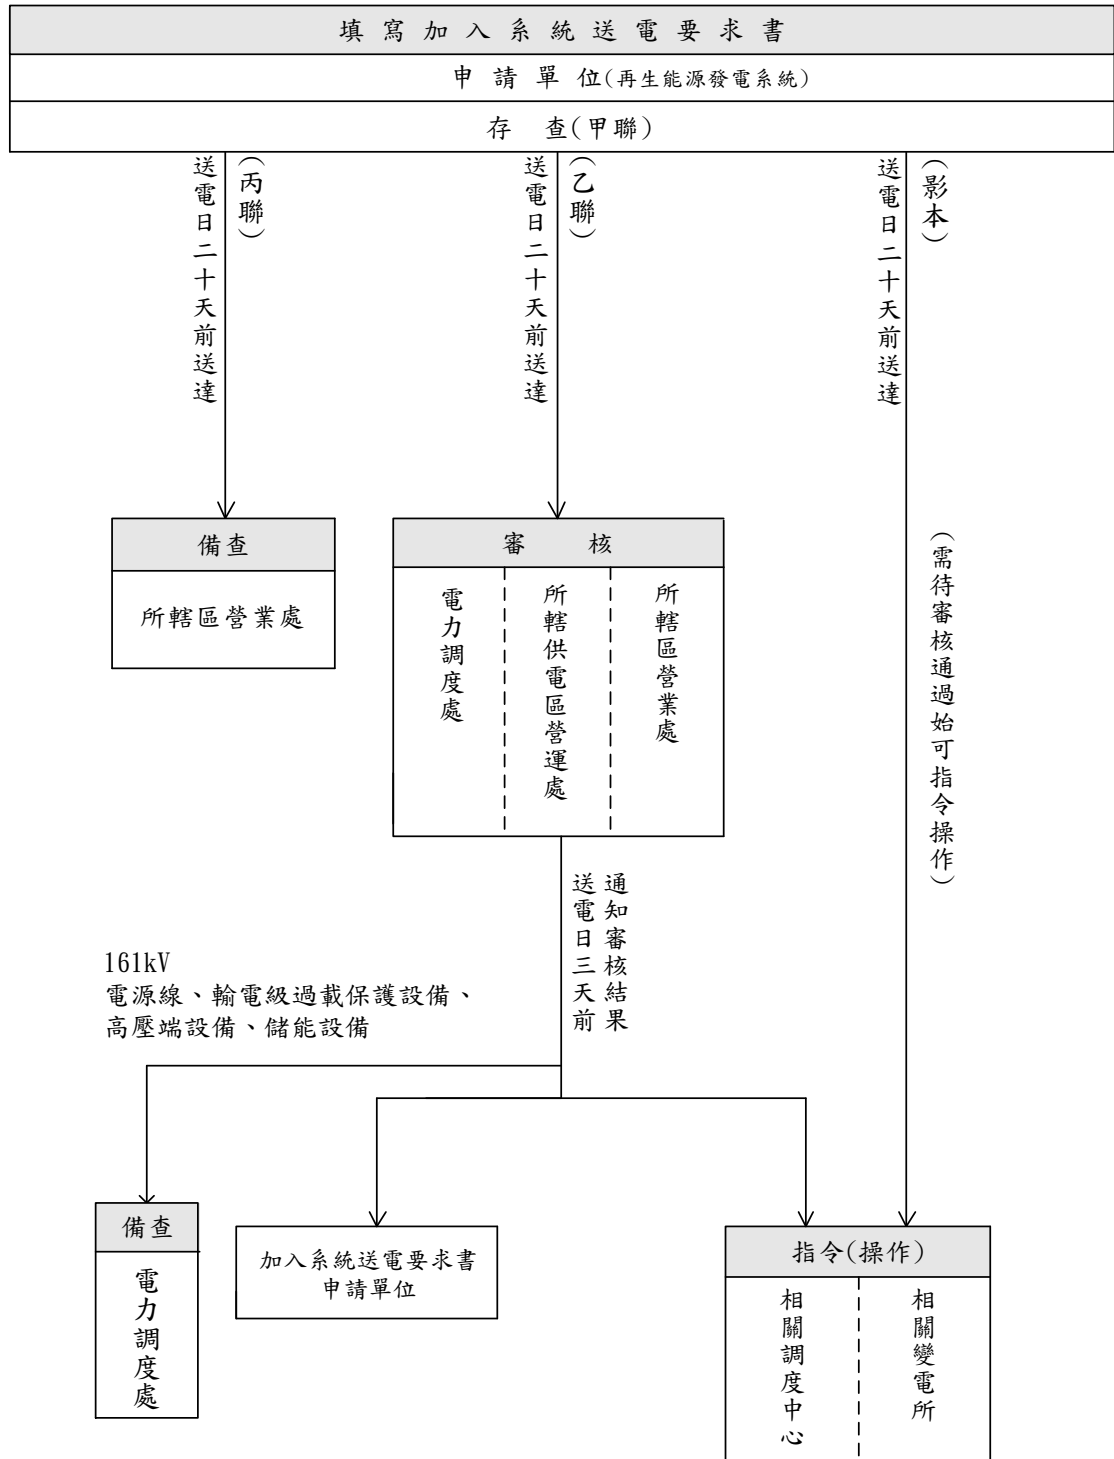 填寫加入系統送電要求書
申請單位(再生能源發電系統)
存 查(甲聯)
送電日二十天前送達
(丙聯)
送電日二十天前送達
(乙聯)
送電日二十天前送達
(影本)
(需待審核通過始可指令操作)
備查
所轄區營業處
審 核
電力調度處
所轄供電區營運處
所轄區營業處
通知審核結果
送電日三天前
161kV
電源線、輸電級過載保護設備、
高壓端設備、儲能設備
備查
電力調度處
加入系統送電要求書
申請單位
指令(操作)
相關調度中心
相關變電所